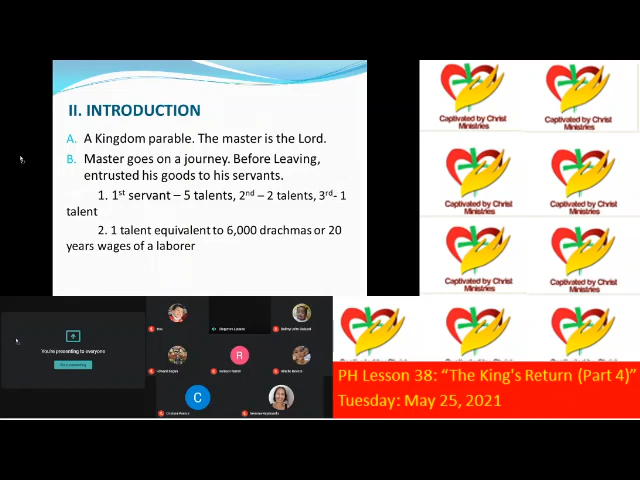 II. INTRODUCTION
A. A Kingdom parable. The master is the Lord.
B. Master goes on a journey. Before Leaving,
entrusted his goods to his servants.
1. 1st servant – 5 talents, 2nd – 2 talents, 3rd- 1
talent
2. 1 talent equivalent to 6,000 drachmas or 20
years wages of a laborer
Captivated by Christ
Ministries
Captivated by Christ
Ministries
Captivated by Christ
Ministries
Captivated by Christ
Ministries
Captivated by Christ
Ministries
Captivated by Christ
Ministries
Captivated by Christ
Ministries
Captivated by Christ
Ministries
You're presenting to everyone
You
R
C
PH Lesson 38: “The King's Return (Part 4)”
Tuesday: May 25, 2021